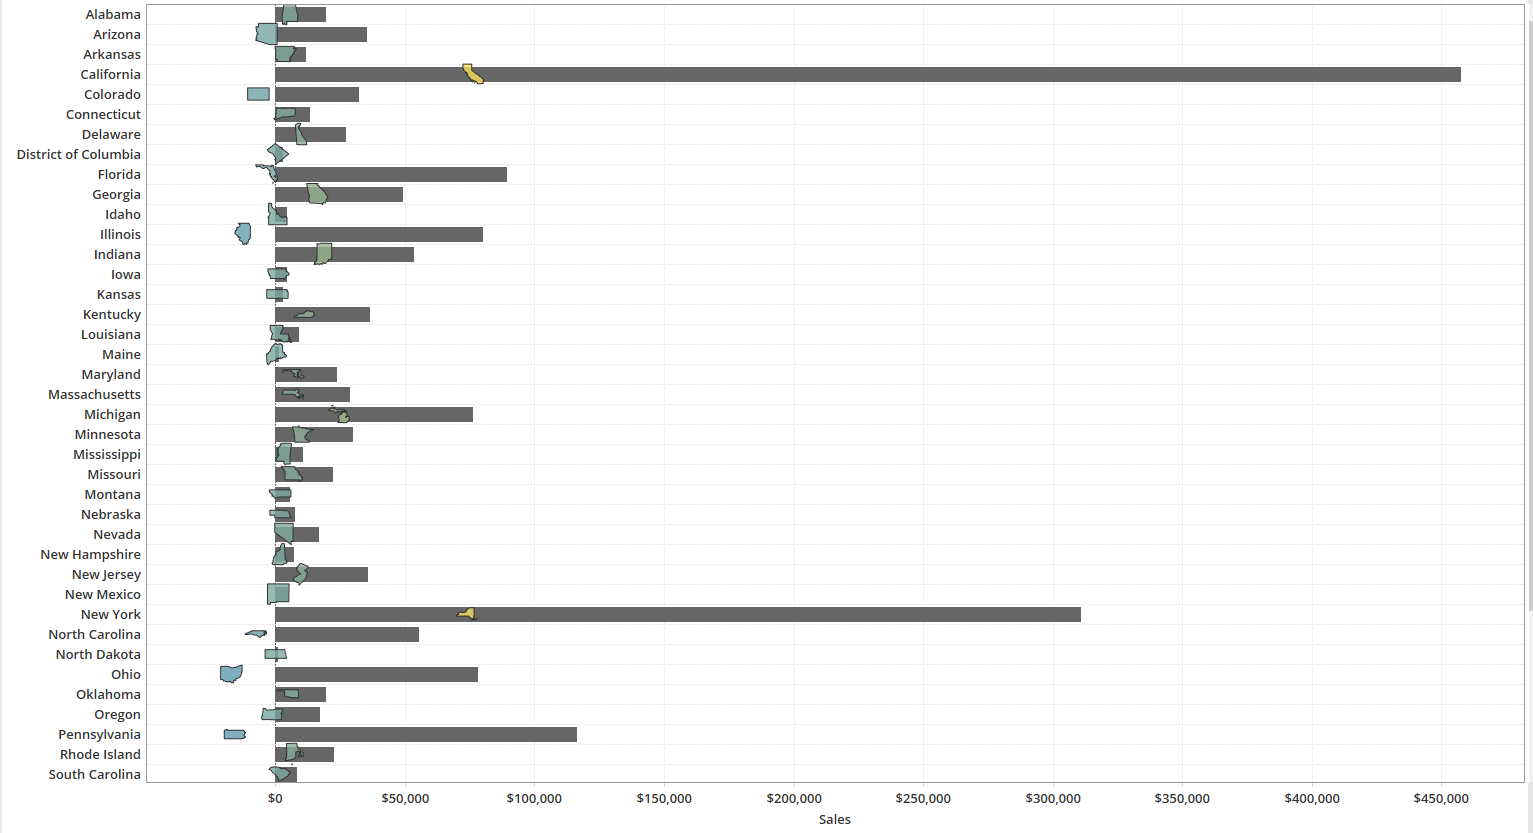 Alabama
Arizona
Arkansas
California
Colorado
Connecticut
Delaware
District of Columbia
Florida
Georgia
Idaho
Illinois
Indiana
Iowa
Kansas
Kentucky
Louisiana
Maine
Maryland
Massachusetts
Michigan
Minnesota
Mississippi
Missouri
Montana
Nebraska
Nevada
New Hampshire
New Jersey
New Mexico
New York
North Carolina
North Dakota
Ohio
Oklahoma
Oregon
Pennsylvania
Rhode Island
South Carolina
$0 $50,000 $100,000 $150,000 $200,000 $250,000 $300,000 $350,000 $400,000 $450,000
Sales